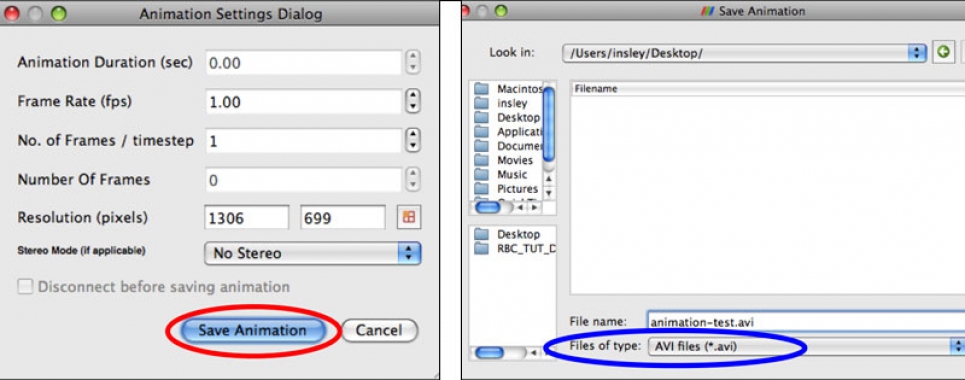 Animation Settings Dialog
Animation Duration (sec) 0.00
Frame Rate (fps) 1.00
No. of Frames / timestep 1
Number Of Frames 0
Resolution (pixels) 1306 699
Stereo Mode (if applicable) No Stereo
Disconnect before saving animation
Save Animation Cancel
Save Animation
Look in: /Users/insley/Desktop/
Macintos
insley
Desktop
Applicati
Documen
Movies
Music
Pictures
Desktop
RBC_TUT_D
Filename
File name: animation-test.avi
Files of type: AVI files (*.avi)